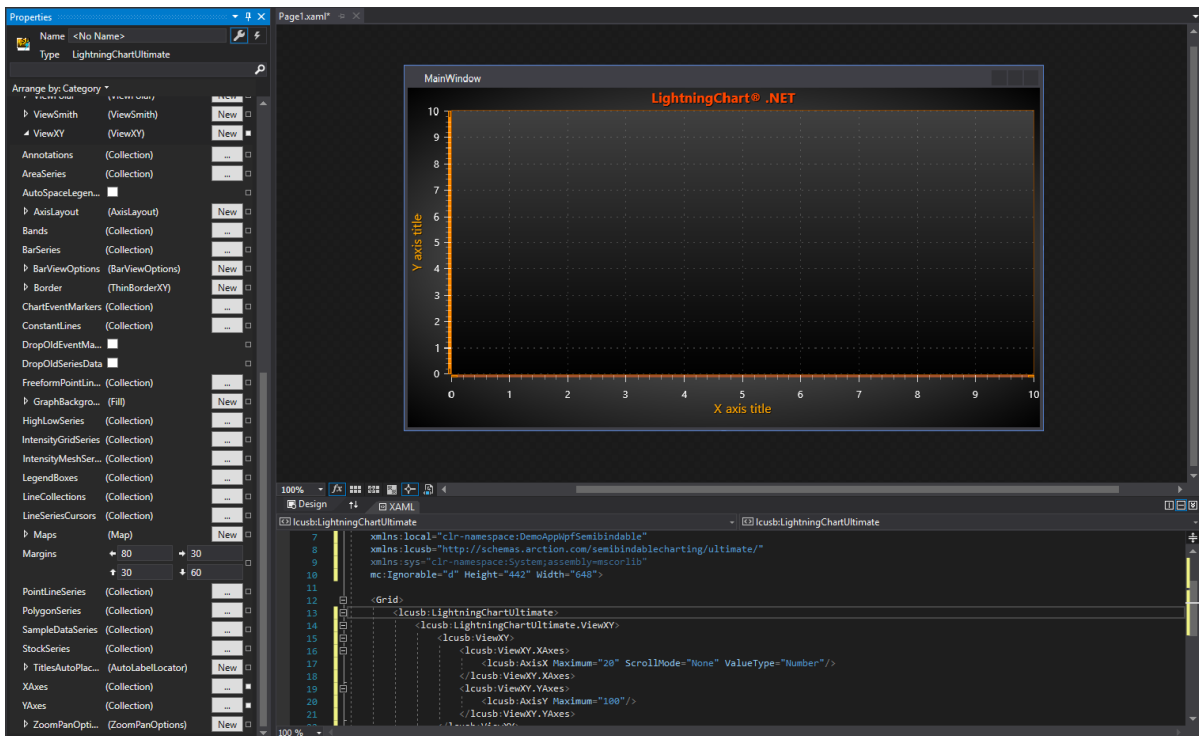 Properties
Name <No Name>
Type LightningChartUltimate
Arrange by: Category
ViewPolar (ViewPolar) New
ViewSmith (ViewSmith) New
ViewXY (ViewXY) New
Annotations (Collection) ...
AreaSeries (Collection) ...
AutoSpaceLegen...
AxisLayout (AxisLayout) New
Bands (Collection) ...
BarSeries (Collection) ...
BarViewOptions (BarViewOptions) New
Border (ThinBorderXY) New
ChartEventMarkers (Collection) ...
ConstantLines (Collection) ...
DropOldEventMa...
DropOldSeriesData
FreeformPointLin... (Collection) ...
GraphBackgro... (Fill) New
HighLowSeries (Collection) ...
IntensityGridSeries (Collection) ...
IntensityMeshSer... (Collection) ...
LegendBoxes (Collection) ...
LineCollections (Collection) ...
LineSeriesCursors (Collection) ...
Maps (Map) New
Margins 80 30
30 60
PointLineSeries (Collection) ...
PolygonSeries (Collection) ...
SampleDataSeries (Collection) ...
StockSeries (Collection) ...
TitlesAutoPlac... (AutoLabelLocator) New
XAxes (Collection) ...
YAxes (Collection) ...
ZoomPanOpti... (ZoomPanOptions) New
Page1.xaml*
MainWindow
LightningChart® .NET
10
9
8
7
6
5
4
3
2
1
0
Y axis title
0 1 2 3 4 5 6 7 8 9 10
X axis title
100% fx
Design XAML
lcusb:LightningChartUltimate lcusb:LightningChartUltimate
7 xmlns:local="clr-namespace:DemoAppWpfSemibindable"
8 xmlns:lcusb="http://schemas.arction.com/semibindablecharting/ultimate/"
9 xmlns:sys="clr-namespace:System;assembly=mscorlib"
10 mc:Ignorable="d" Height="442" Width="648">
11
12 <Grid>
13 <lcusb:LightningChartUltimate>
14 <lcusb:LightningChartUltimate.ViewXY>
15 <lcusb:ViewXY>
16 <lcusb:ViewXY.XAxes>
17 <lcusb:AxisX Maximum="20" ScrollMode="None" ValueType="Number"/>
18 </lcusb:ViewXY.XAxes>
19 <lcusb:ViewXY.YAxes>
20 <lcusb:AxisY Maximum="100"/>
21 </lcusb:ViewXY.YAxes>
100 %